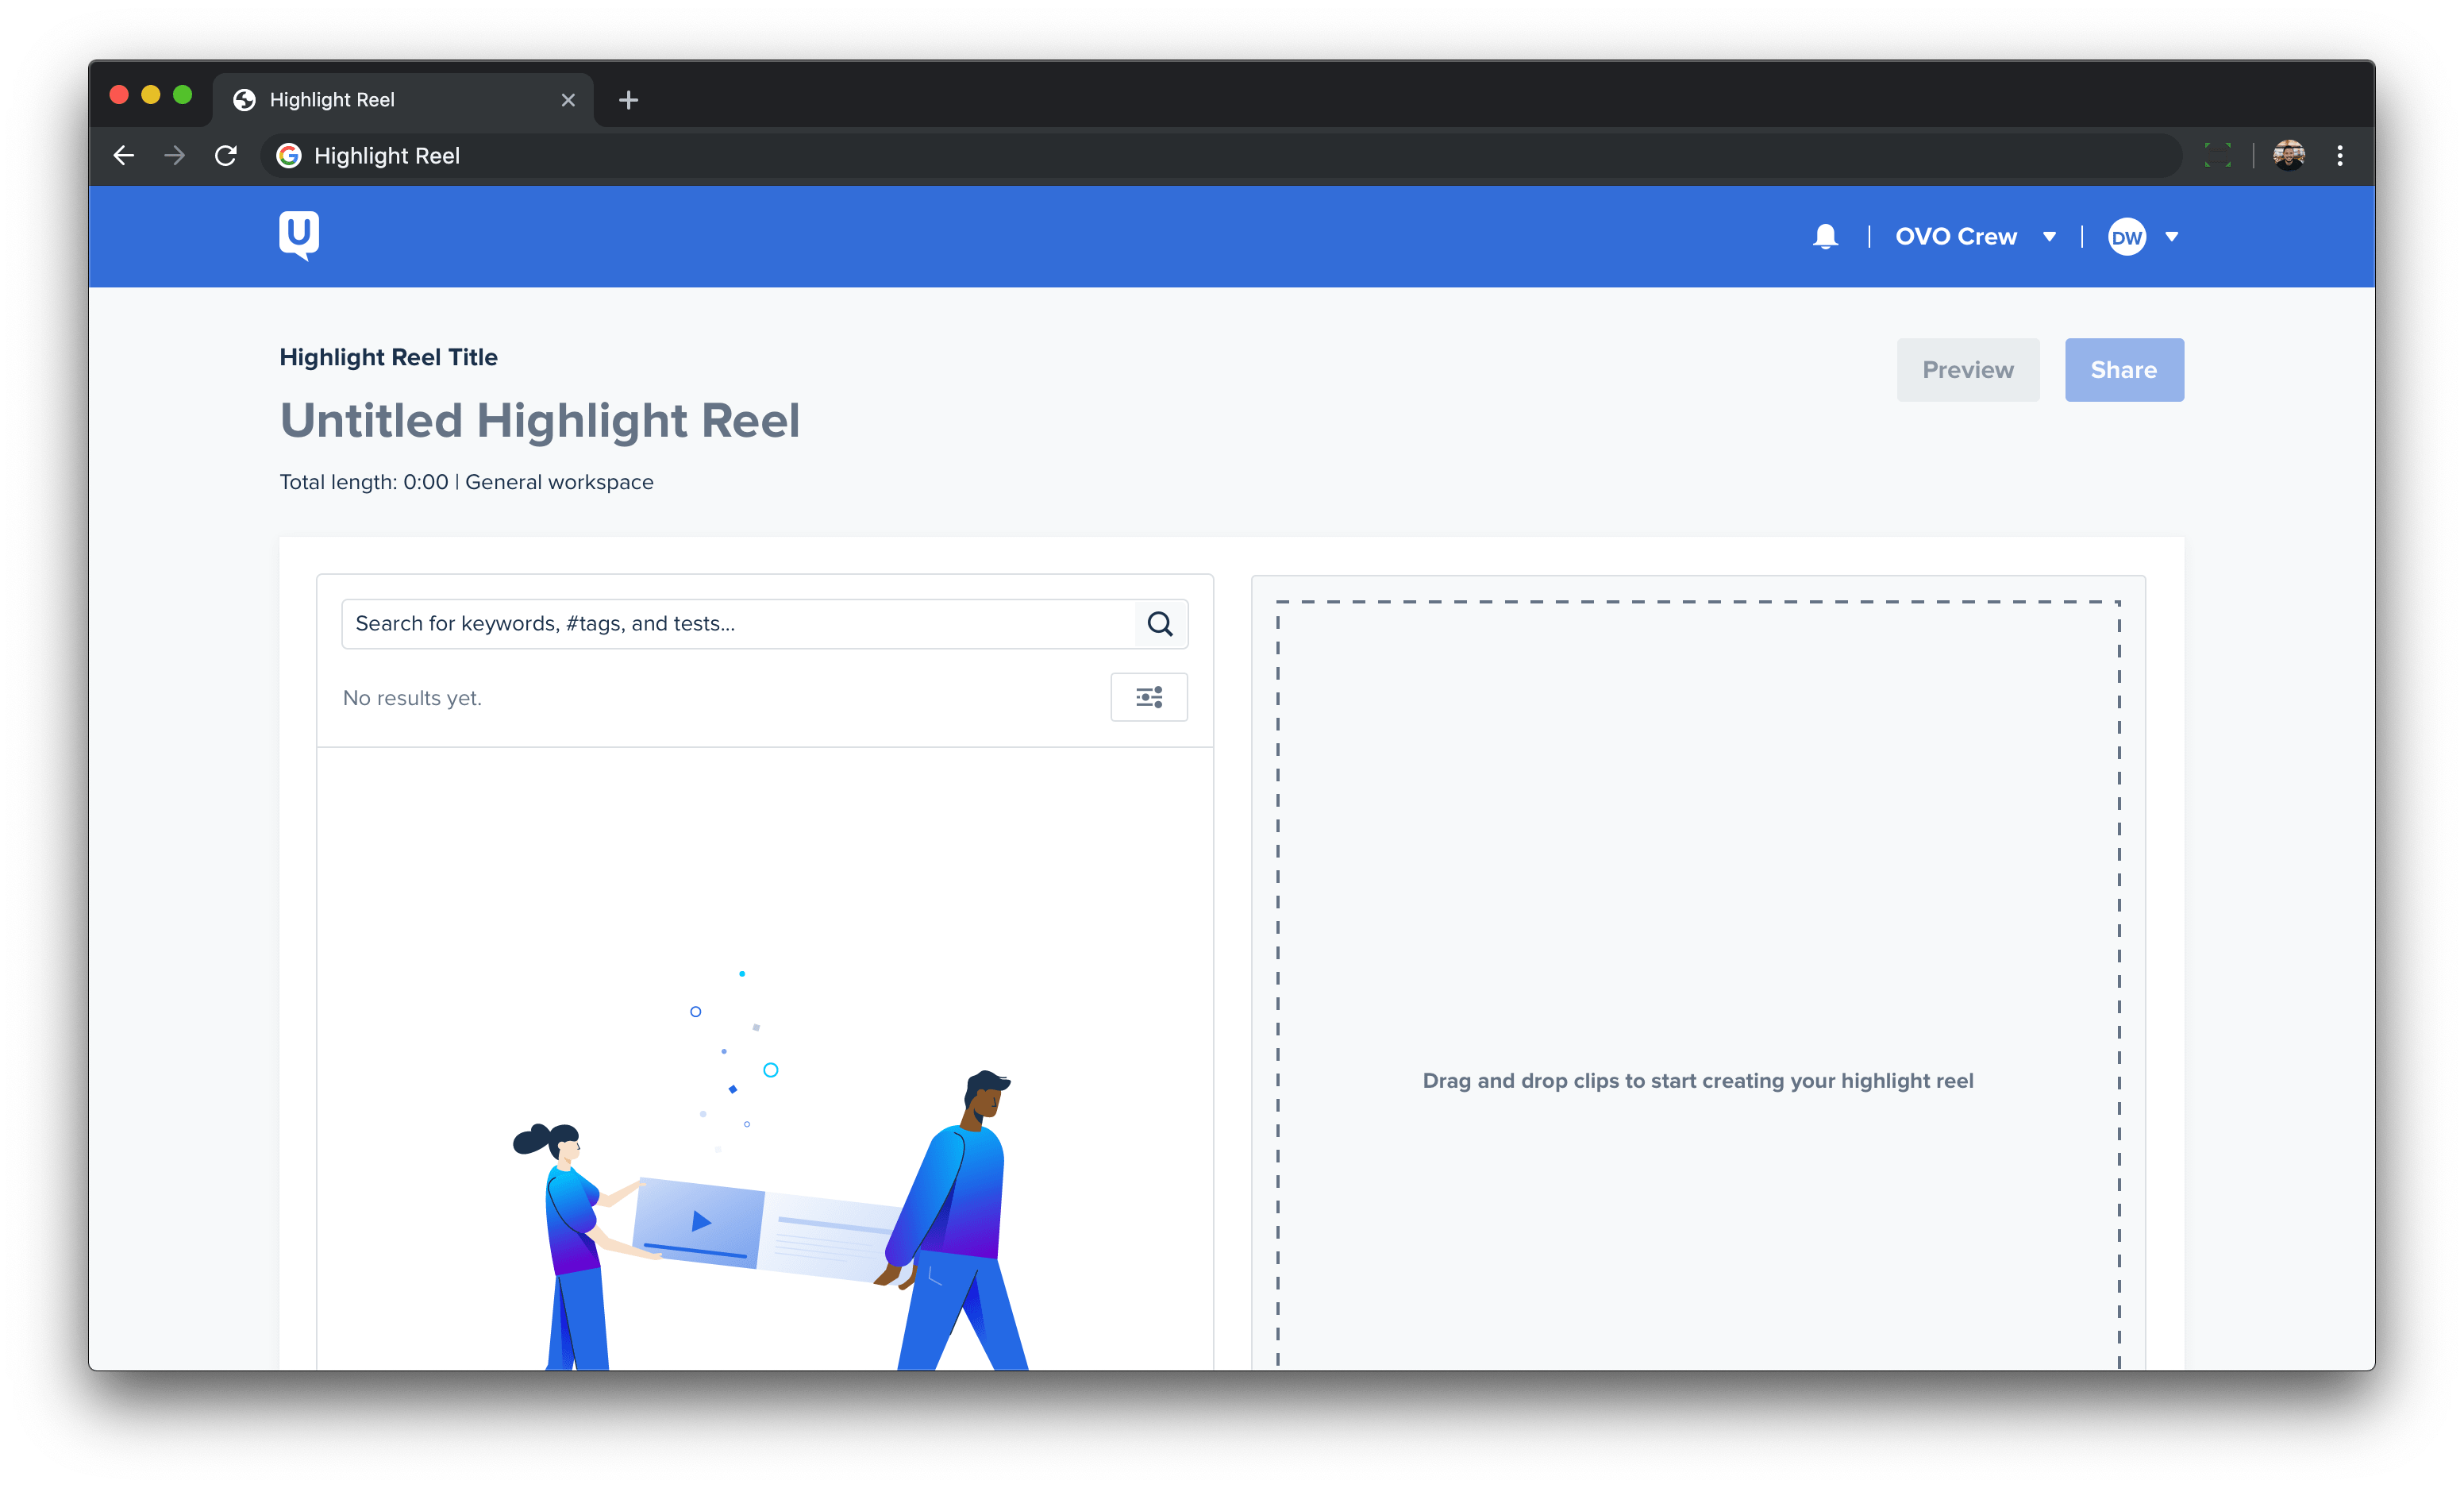 Highlight Reel
Highlight Reel
U
OVO Crew
DW
Highlight Reel Title
Preview
Share
Untitled Highlight Reel
Total length: 0:00 | General workspace
Search for keywords, #tags, and tests...
No results yet.
Drag and drop clips to start creating your highlight reel